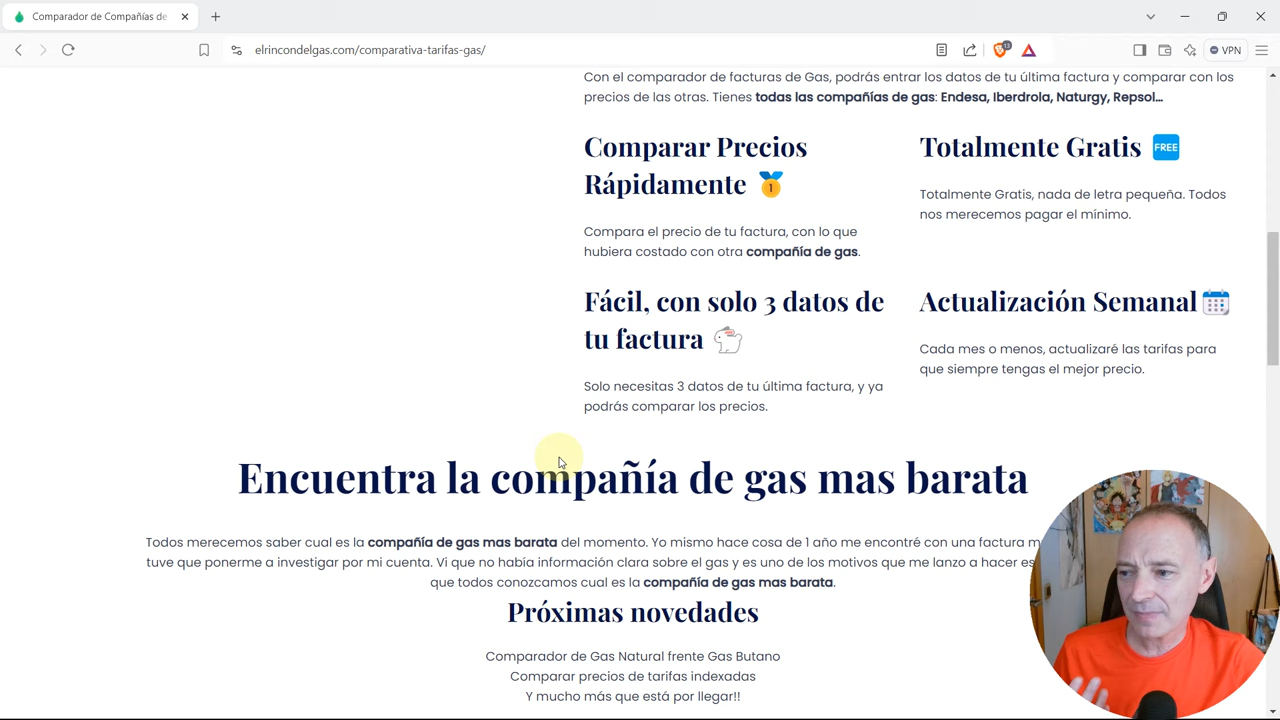 Comparador de Compañías de
elrincondelgas.com/comparativa-tarifas-gas/
13
VPN
Con el comparador de facturas de Gas, podrás entrar los datos de tu última factura y comparar con los
precios de las otras. Tienes todas las compañías de gas: Endesa, Iberdrola, Naturgy, Repsol...
Comparar Precios
Rápidamente
1
Compara el precio de tu factura, con lo que
hubiera costado con otra compañía de gas.
Totalmente Gratis FREE
Totalmente Gratis, nada de letra pequeña. Todos
nos merecemos pagar el mínimo.
Fácil, con solo 3 datos de
tu factura
Solo necesitas 3 datos de tu última factura, y ya
podrás comparar los precios.
Actualización Semanal
Cada mes o menos, actualizaré las tarifas para
que siempre tengas el mejor precio.
Encuentra la compañía de gas mas barata
Todos merecemos saber cual es la compañía de gas mas barata del momento. Yo mismo hace cosa de 1 año me encontré con una factura
tuve que ponerme a investigar por mi cuenta. Vi que no había información clara sobre el gas y es uno de los motivos que me lanzo a hacer
que todos conozcamos cual es la compañía de gas mas barata.
Próximas novedades
Comparador de Gas Natural frente Gas Butano
Comparar precios de tarifas indexadas
Y mucho más que está por llegar!!